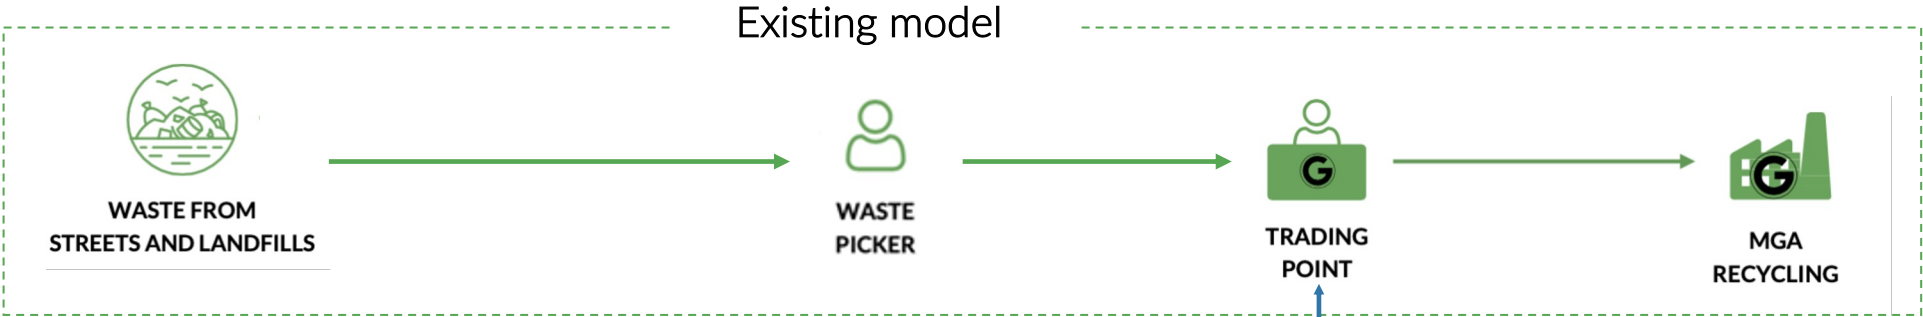 Existing model
WASTE FROM
STREETS AND LANDFILLS
WASTE
PICKER
G
TRADING
POINT
G
MGA
RECYCLING